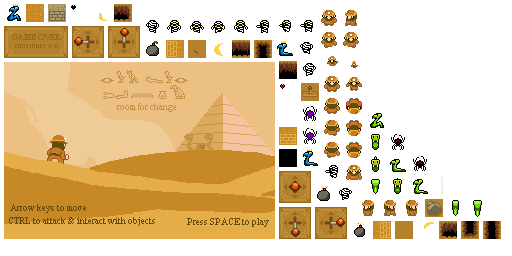 GAME OVER
CONTINUE? Y/N
room for change
Arrow keys to move
CTRL to attack & interact with objects
Press SPACE to play